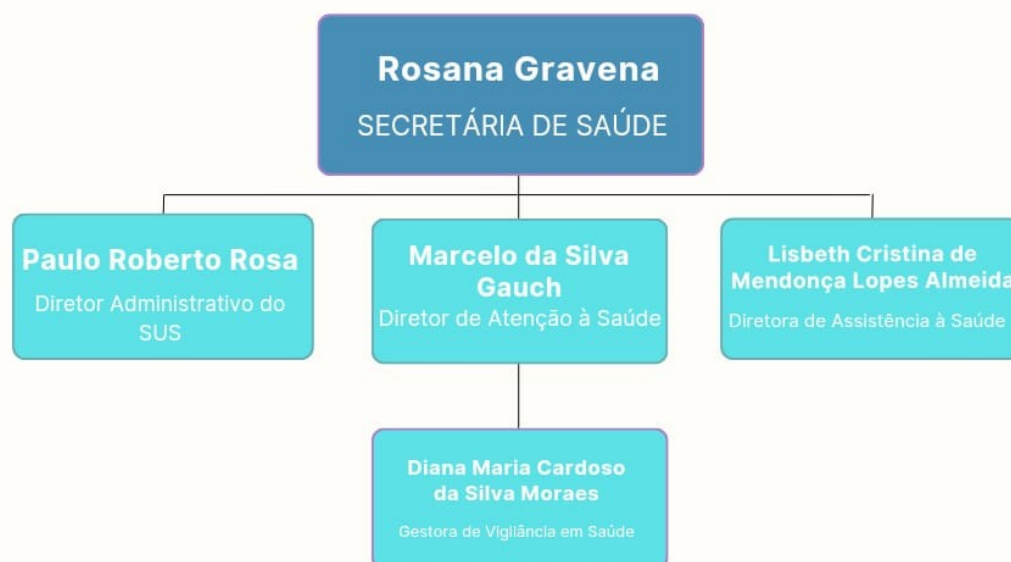 Rosana Gravena
SECRETÁRIA DE SAÚDE
Paulo Roberto Rosa
Diretor Administrativo do
SUS
Marcelo da Silva
Gauch
Diretor de Atenção à Saúde
Lisbeth Cristina de
Mendonça Lopes Almeida
Diretora de Assistência à Saúde
Diana Maria Cardoso
da Silva Moraes
Gestora de Vigilância em Saúde